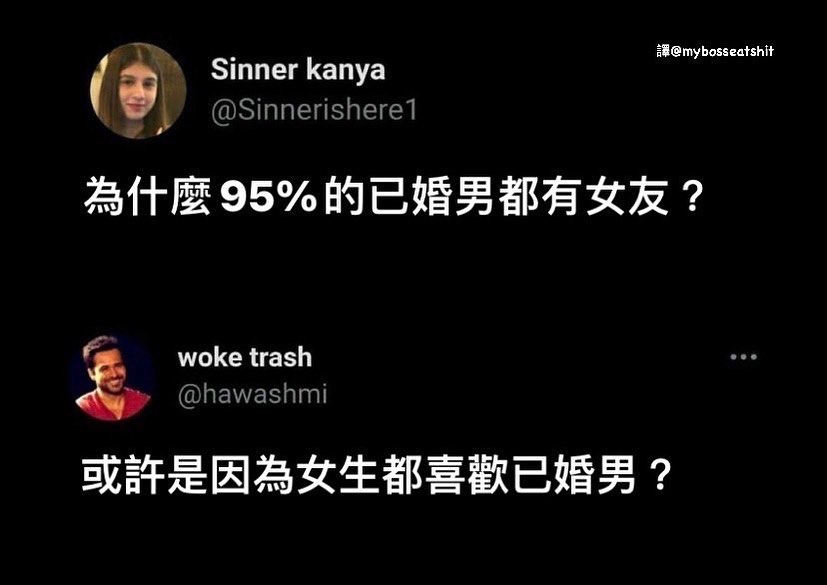 譯@mybosseatshit
Sinner kanya
@Sinnerishere1
為什麼95%的已婚男都有女友？
woke trash
@hawashmi
或許是因為女生都喜歡已婚男？